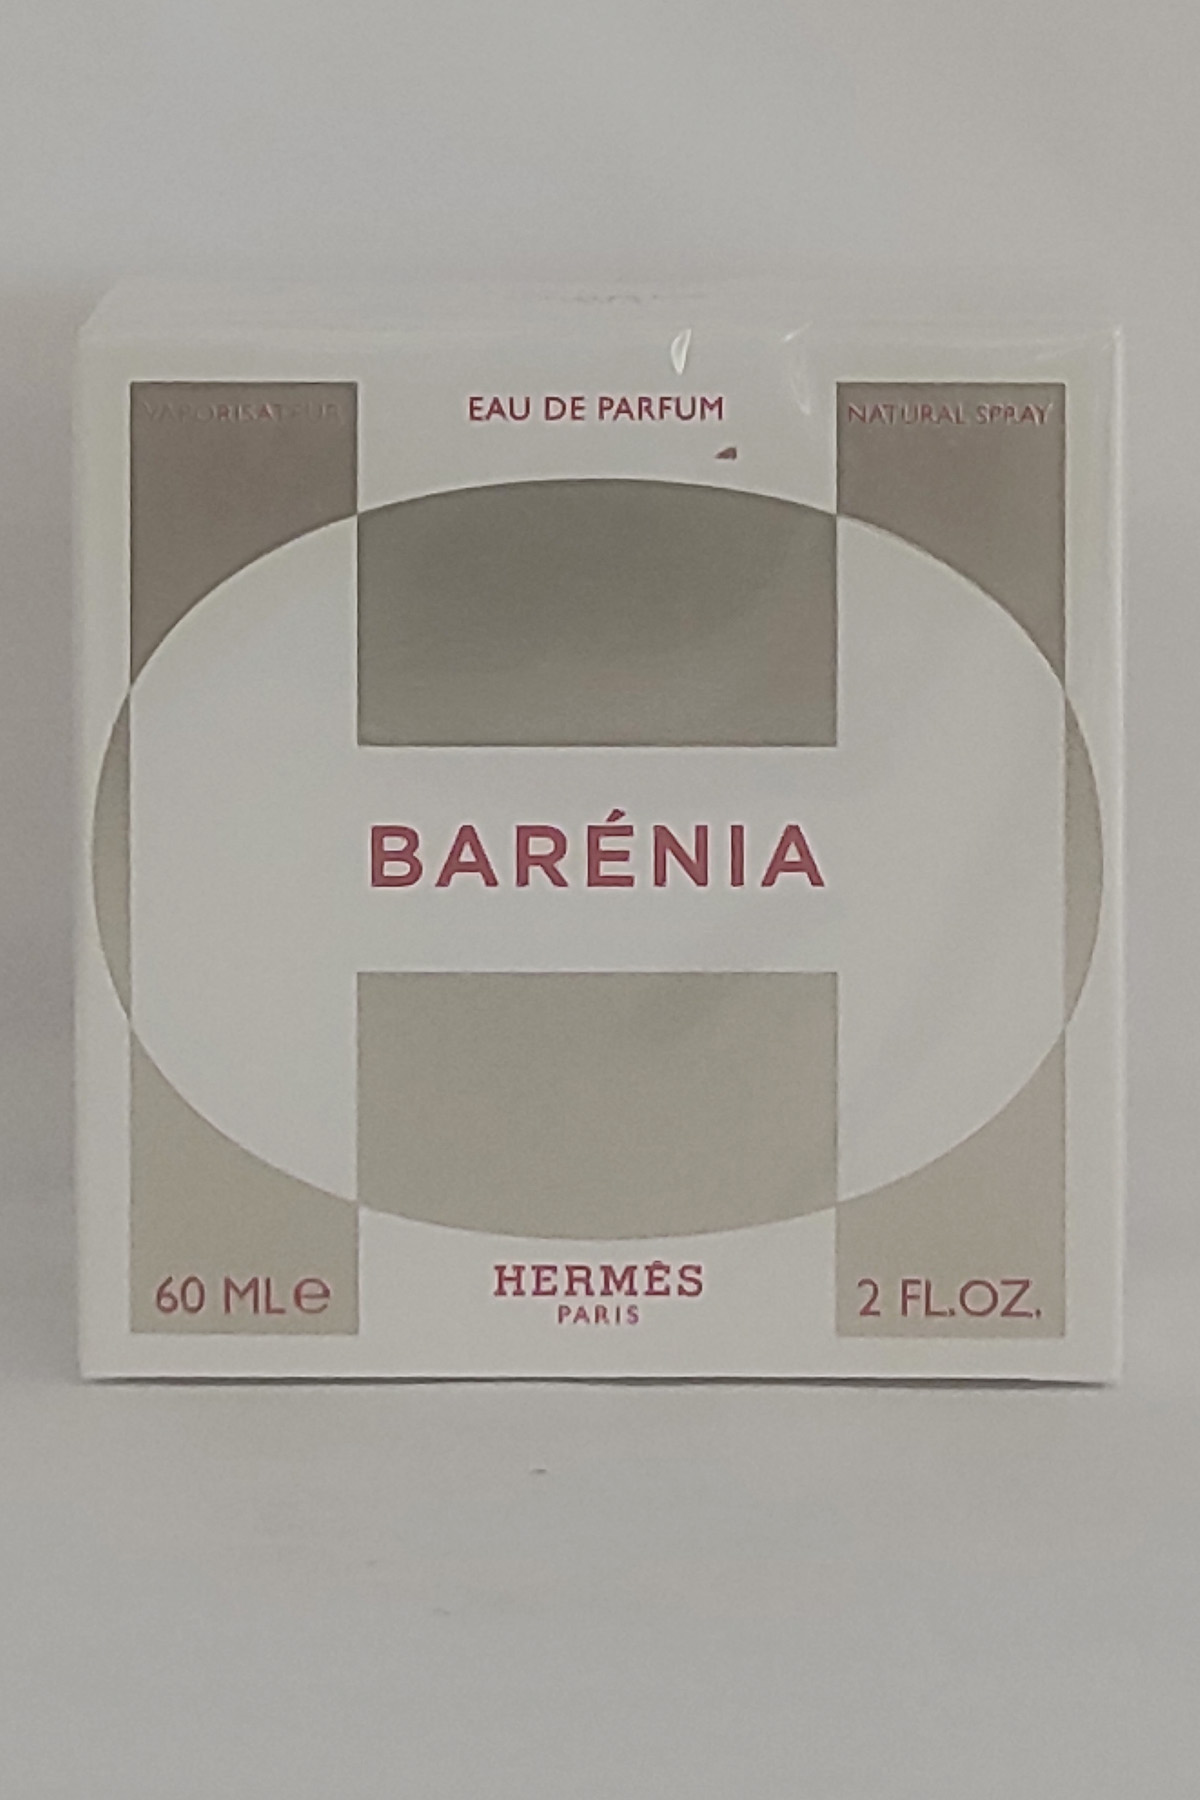 EAU DE PARFUM
VAPORISATEUR
NATURAL SPRAY
BARÉNIA
60 ML e
HERMÈS
PARIS
2 FL.OZ.